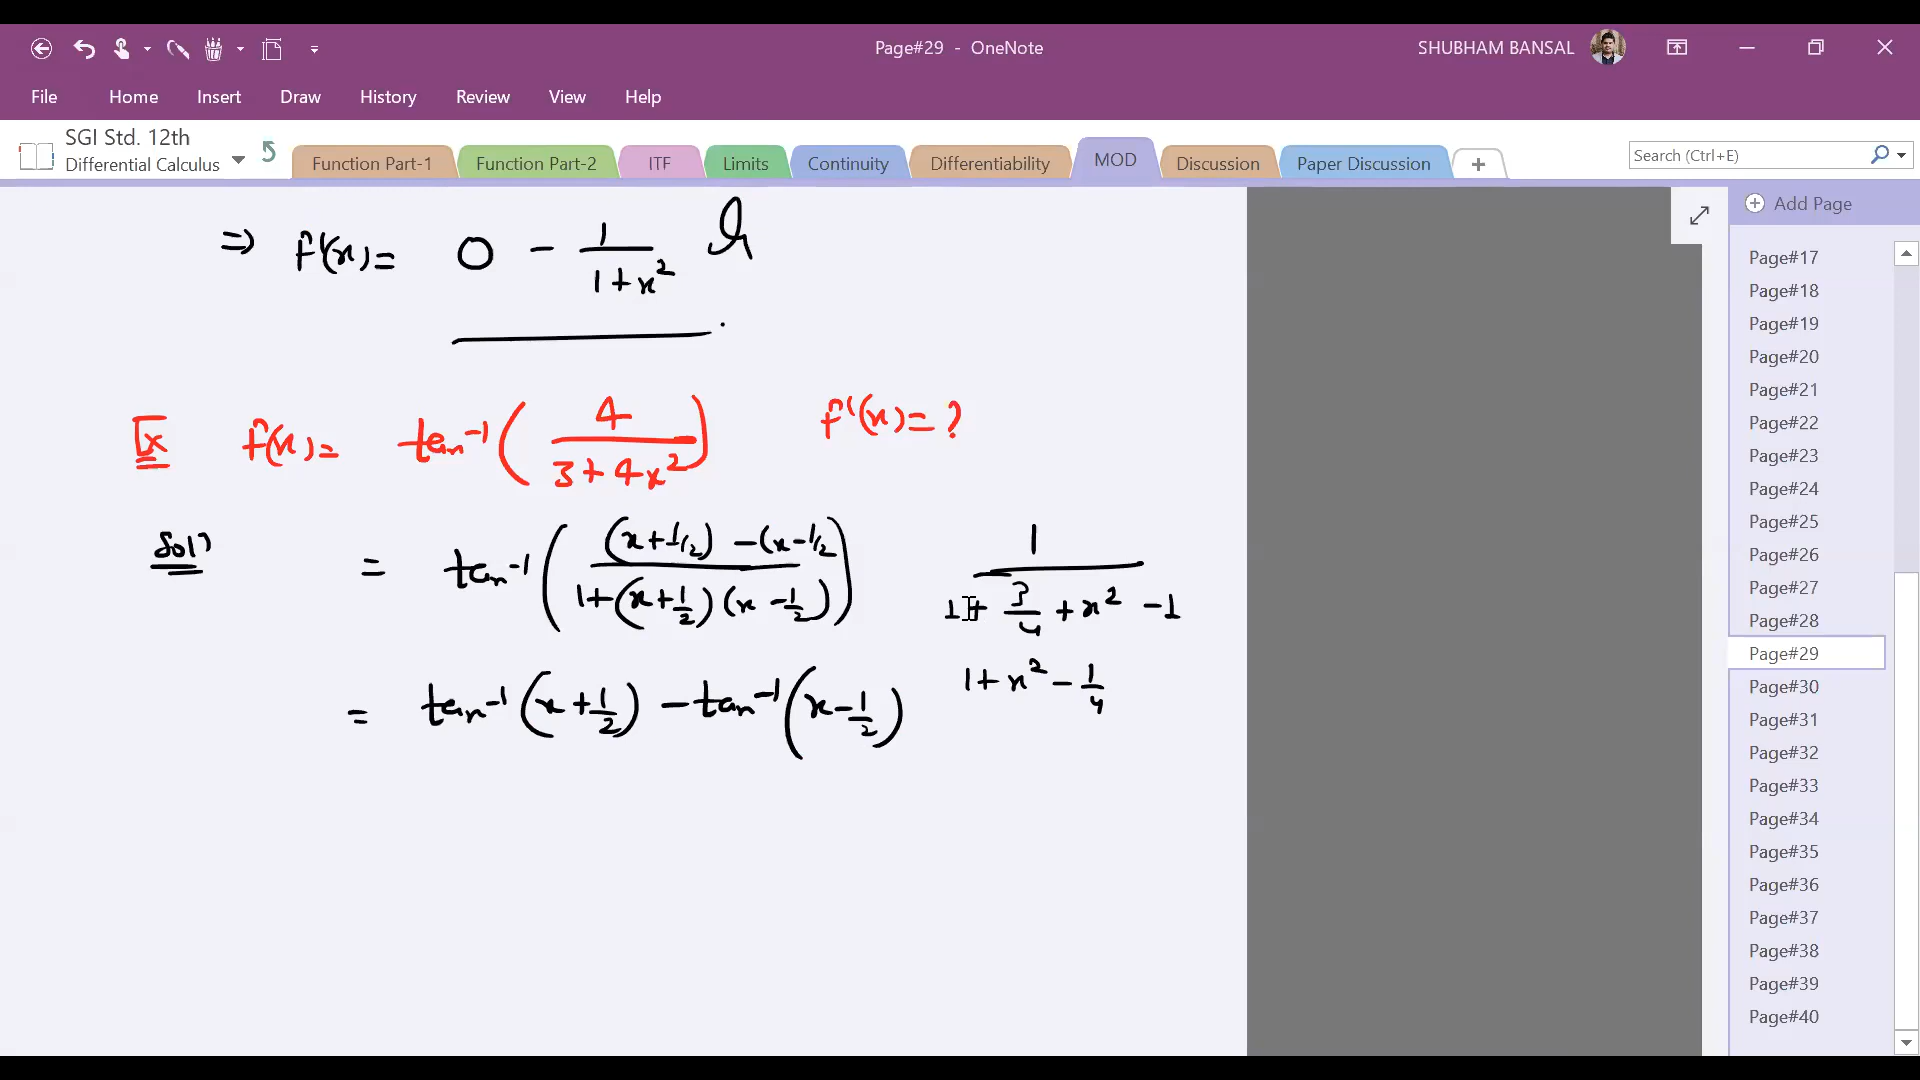 Page#29 - OneNote
SHUBHAM BANSAL
File Home Insert Draw History Review View Help
SGI Std. 12th
Differential Calculus
Function Part-1 Function Part-2 ITF Limits Continuity Differentiability MOD Discussion Paper Discussion +
Search (Ctrl+E)
⇒ f'(x) = 0 - 1/(1+x²)
Ex f(x) = tan⁻¹(4/(3+4x²)) f'(x) = ?
Solⁿ = tan⁻¹(((x+1/2) - (x-1/2))/(1+(x+1/2)(x-1/2)))
1/(1+3/4+x²-1)
1+x²-1/4
= tan⁻¹(x+1/2) - tan⁻¹(x-1/2)
Add Page
Page#17
Page#18
Page#19
Page#20
Page#21
Page#22
Page#23
Page#24
Page#25
Page#26
Page#27
Page#28
Page#29
Page#30
Page#31
Page#32
Page#33
Page#34
Page#35
Page#36
Page#37
Page#38
Page#39
Page#40